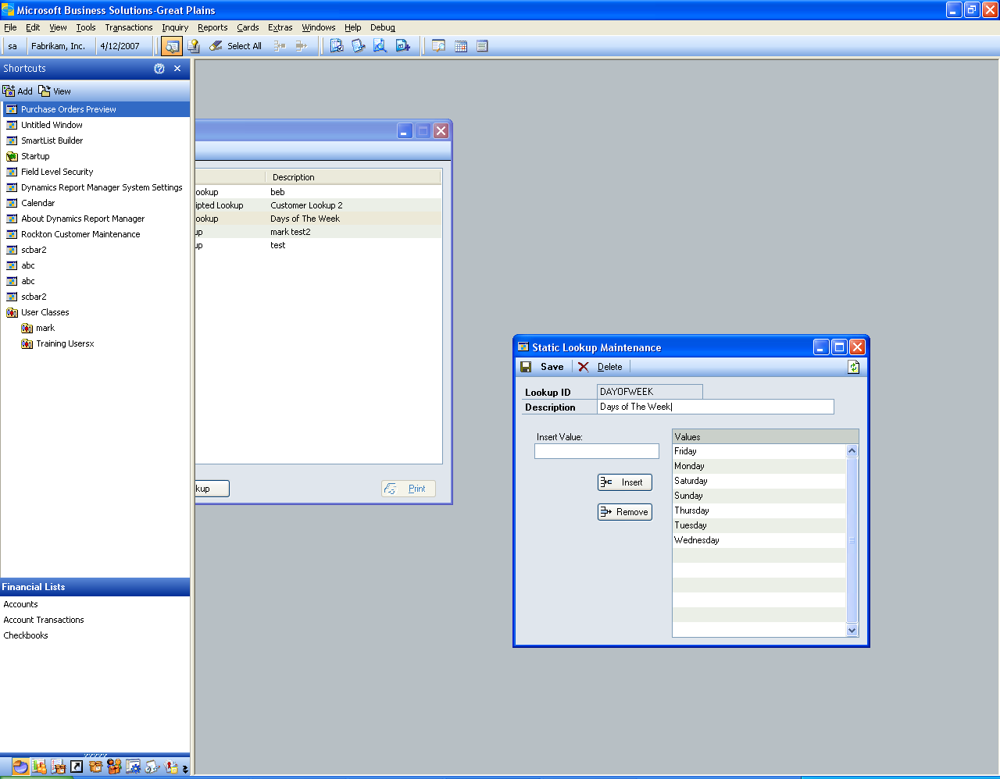 Microsoft Business Solutions-Great Plains
File Edit View Tools Transactions Inquiry Reports Cards Extras Windows Help Debug
sa Fabrikam, Inc. 4/12/2007 Select All
Shortcuts
Add View
Purchase Orders Preview
Untitled Window
SmartList Builder
Startup
Field Level Security
Dynamics Report Manager System Settings
Calendar
About Dynamics Report Manager
Rockton Customer Maintenance
scbar2
abc
abc
scbar2
User Classes
mark
Training Usersx
Financial Lists
Accounts
Account Transactions
Checkbooks
Description
ookup beb
ipted Lookup Customer Lookup 2
ookup Days of The Week
up mark test2
up test
kup Print
Static Lookup Maintenance
Save Delete
Lookup ID DAYOFWEEK
Description Days of The Week
Insert Value:
Insert
Remove
Values
Friday
Monday
Saturday
Sunday
Thursday
Tuesday
Wednesday